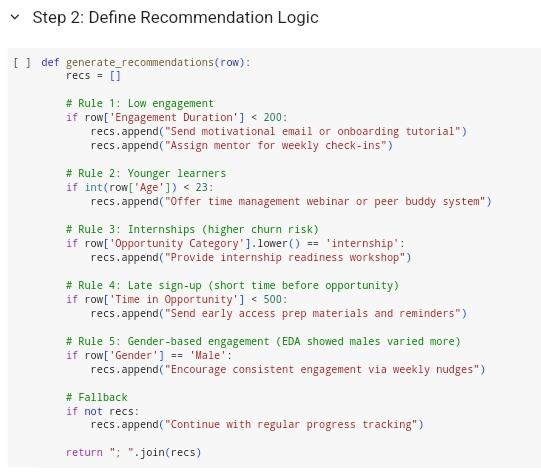 Step 2: Define Recommendation Logic
[ ] def generate_recommendations(row):
recs = []
# Rule 1: Low engagement
if row['Engagement Duration'] < 200:
recs.append("Send motivational email or onboarding tutorial")
recs.append("Assign mentor for weekly check-ins")
# Rule 2: Younger learners
if int(row['Age']) < 23:
recs.append("Offer time management webinar or peer buddy system")
# Rule 3: Internships (higher churn risk)
if row['Opportunity Category'].lower() == 'internship':
recs.append("Provide internship readiness workshop")
# Rule 4: Late sign-up (short time before opportunity)
if row['Time in Opportunity'] < 500:
recs.append("Send early access prep materials and reminders")
# Rule 5: Gender-based engagement (EDA showed males varied more)
if row['Gender'] == 'Male':
recs.append("Encourage consistent engagement via weekly nudges")
# Fallback
if not recs:
recs.append("Continue with regular progress tracking")
return "; ".join(recs)